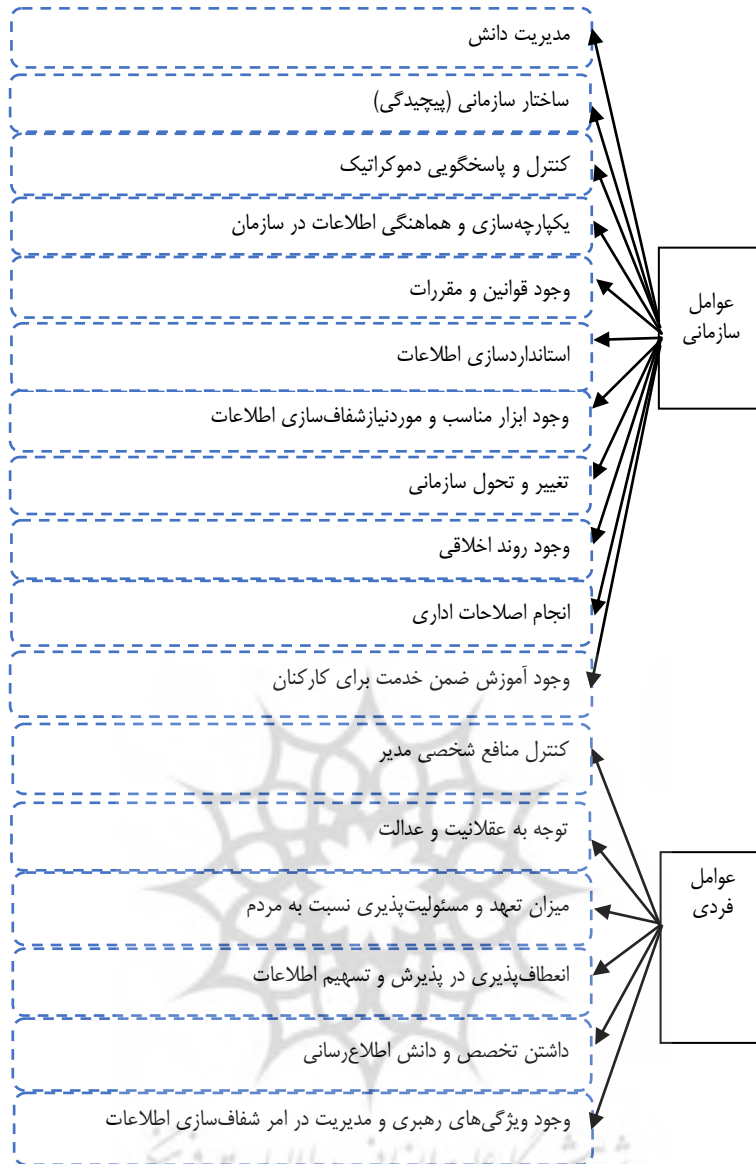 مدیریت دانش
ساختار سازمانی (پیچیدگی)
کنترل و پاسخگویی دموکراتیک
یکپارچه‌سازی و هماهنگی اطلاعات در سازمان
وجود قوانین و مقررات
استانداردسازی اطلاعات
وجود ابزار مناسب و موردنیازشفاف‌سازی اطلاعات
تغییر و تحول سازمانی
وجود روند اخلاقی
انجام اصلاحات اداری
وجود آموزش ضمن خدمت برای کارکنان
عوامل
سازمانی
کنترل منافع شخصی مدیر
توجه به عقلانیت و عدالت
میزان تعهد و مسئولیت‌پذیری نسبت به مردم
انعطاف‌پذیری در پذیرش و تسهیم اطلاعات
داشتن تخصص و دانش اطلاع‌رسانی
وجود ویژگی‌های رهبری و مدیریت در امر شفاف‌سازی اطلاعات
عوامل
فردی